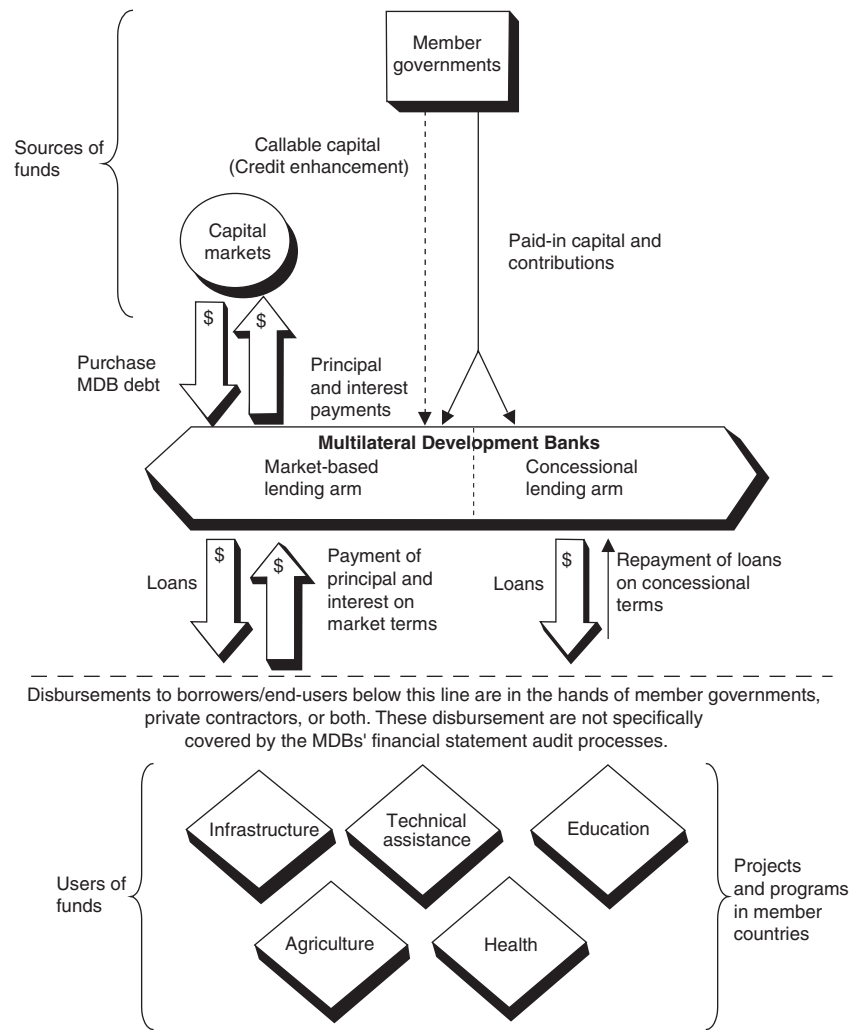 Member
governments
Sources of
funds
Callable capital
(Credit enhancement)
Capital
markets
Paid-in capital and
contributions
$
$
Purchase
MDB debt
Principal
and interest
payments
Multilateral Development Banks
Market-based
lending arm
Concessional
lending arm
Loans
$
$
Payment of
principal and
interest on
market terms
Loans
$
Repayment of loans
on concessional
terms
Disbursements to borrowers/end-users below this line are in the hands of member governments,
private contractors, or both. These disbursement are not specifically
covered by the MDBs' financial statement audit processes.
Infrastructure
Technical
assistance
Education
Users of
funds
Projects
and programs
in member
countries
Agriculture
Health